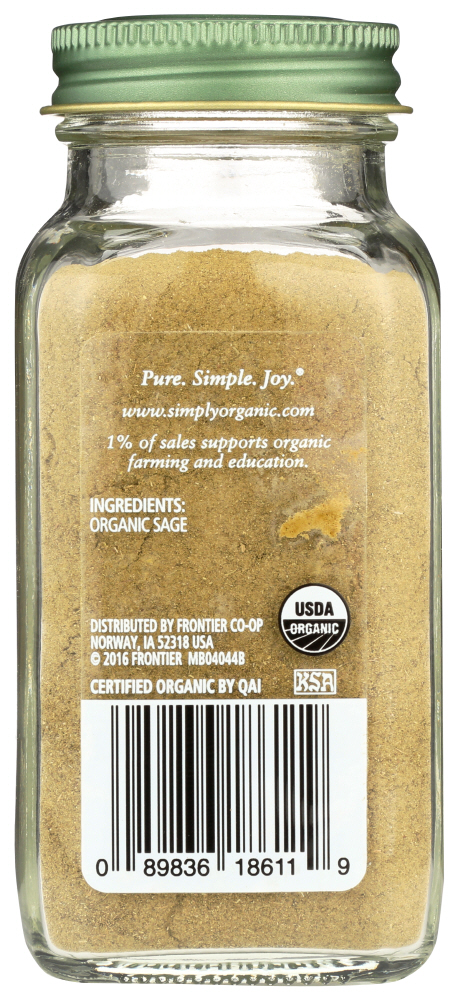 Pure. Simple. Joy.®
www.simplyorganic.com
1% of sales supports organic
farming and education.
INGREDIENTS:
ORGANIC SAGE
USDA
ORGANIC
DISTRIBUTED BY FRONTIER CO-OP
NORWAY, IA 52318 USA
© 2016 FRONTIER MB04044B
CERTIFIED ORGANIC BY QAI
KSA
0 89836 18611 9